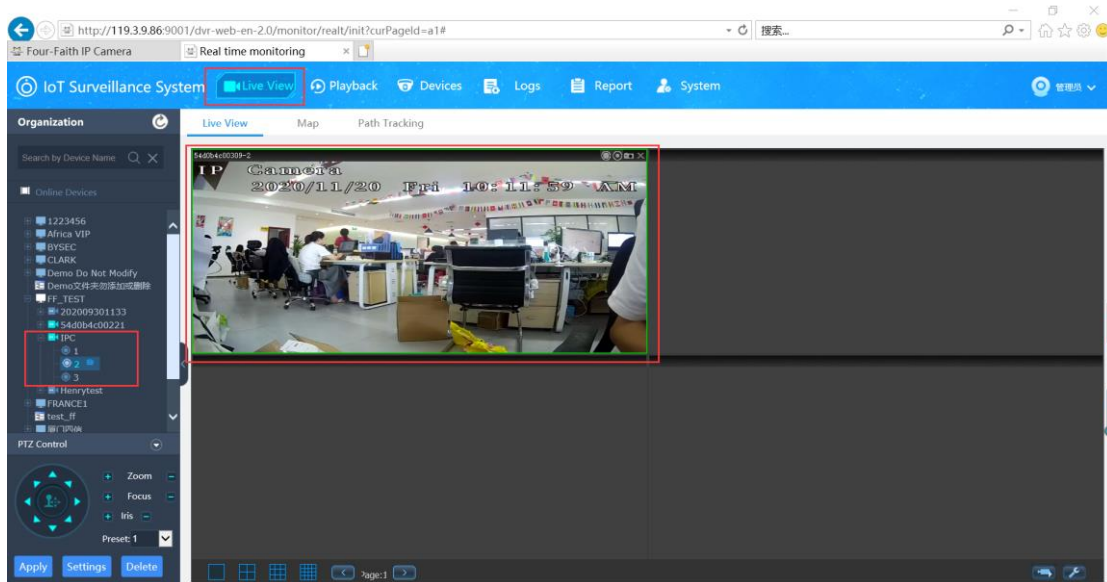 http://119.3.9.86:9001/dvr-web-en-2.0/monitor/realt/init?curPageId=a1#
搜索...
Four-Faith IP Camera
Real time monitoring
IoT Surveillance System
Live View
Playback
Devices
Logs
Report
System
管理员
Organization
Live View
Map
Path Tracking
Search by Device Name
54d0b4c00309-2
IP Camera
2020/11/20 Fri 10:11:59 AM
Online Devices
1223456
Africa VIP
BYSEC
CLARK
Demo Do Not Modify
Demo文件夹勿添加或删除
FF_TEST
202009301133
54d0b4c00221
IPC
1
2
3
Henrytest
FRANCE1
test_ff
PTZ Control
Zoom
Focus
Iris
Preset: 1
Apply
Settings
Delete
Page:1